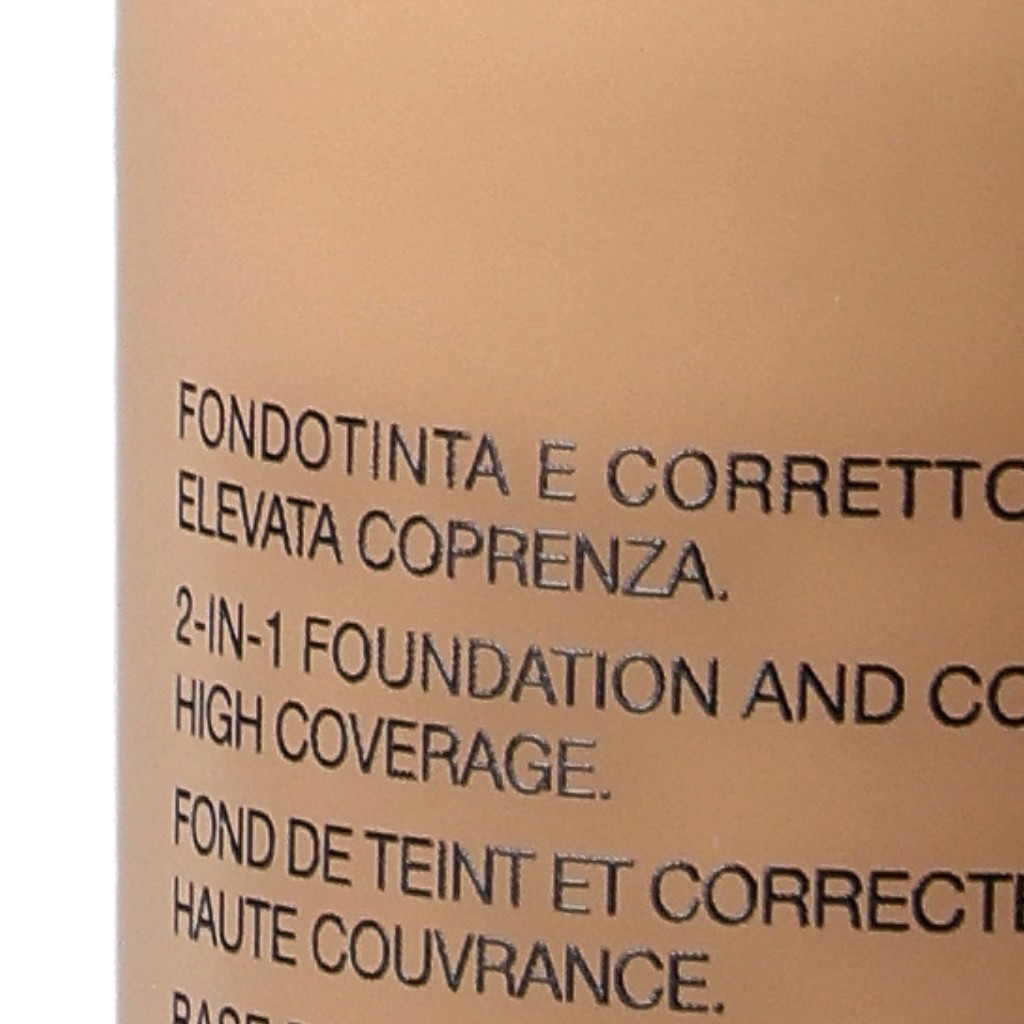 FONDOTINTA E CORRETTO
ELEVATA COPRENZA.
2-IN-1 FOUNDATION AND CO
HIGH COVERAGE.
FOND DE TEINT ET CORRECTE
HAUTE COUVRANCE.